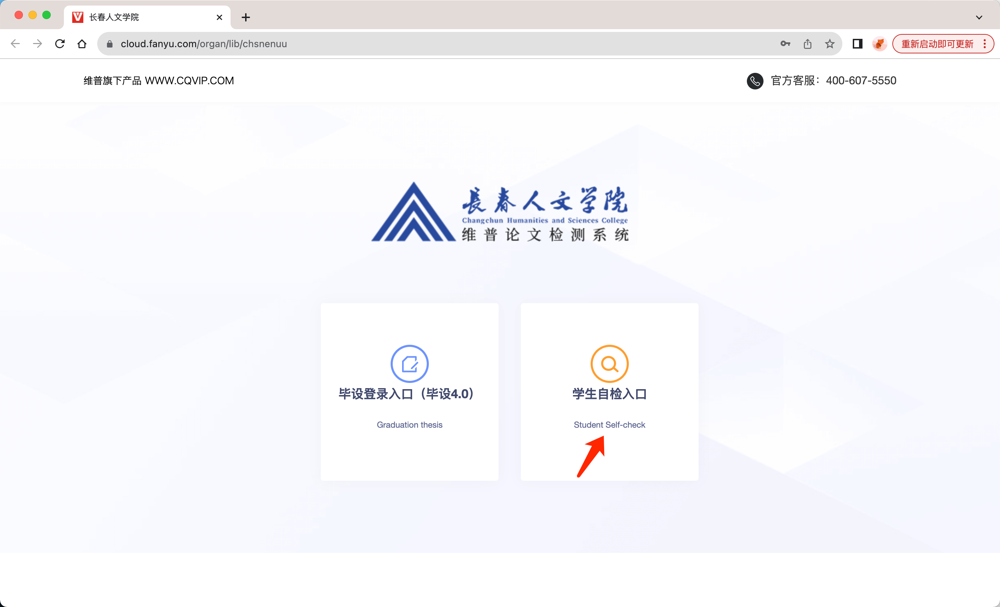 长春人文学院
cloud.fanyu.com/organ/lib/chsnenuu
重新启动即可更新
维普旗下产品 WWW.CQVIP.COM
官方客服：400-607-5550
長春人文学院
Changchun Humanities and Sciences College
维普论文检测系统
毕设登录入口（毕设4.0）
Graduation thesis
学生自检入口
Student Self-check